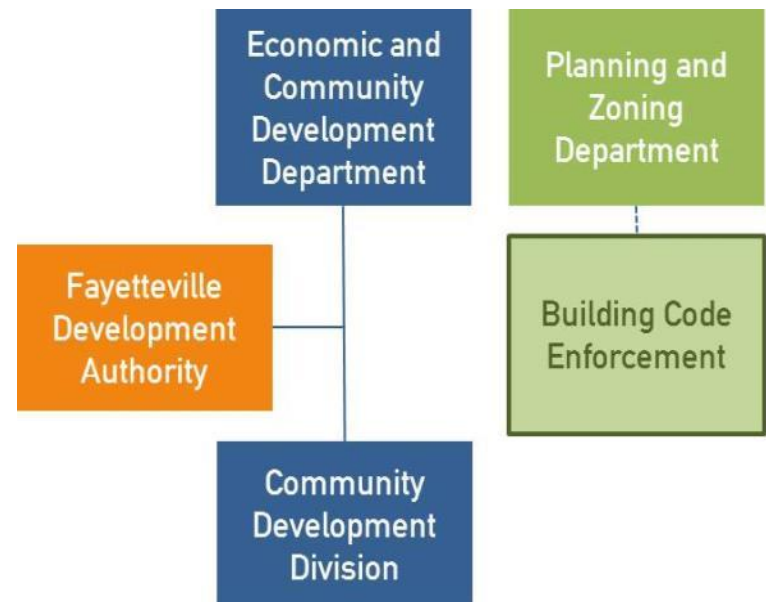 Economic and
Community
Development
Department
Planning and
Zoning
Department
Fayetteville
Development
Authority
Building Code
Enforcement
Community
Development
Division